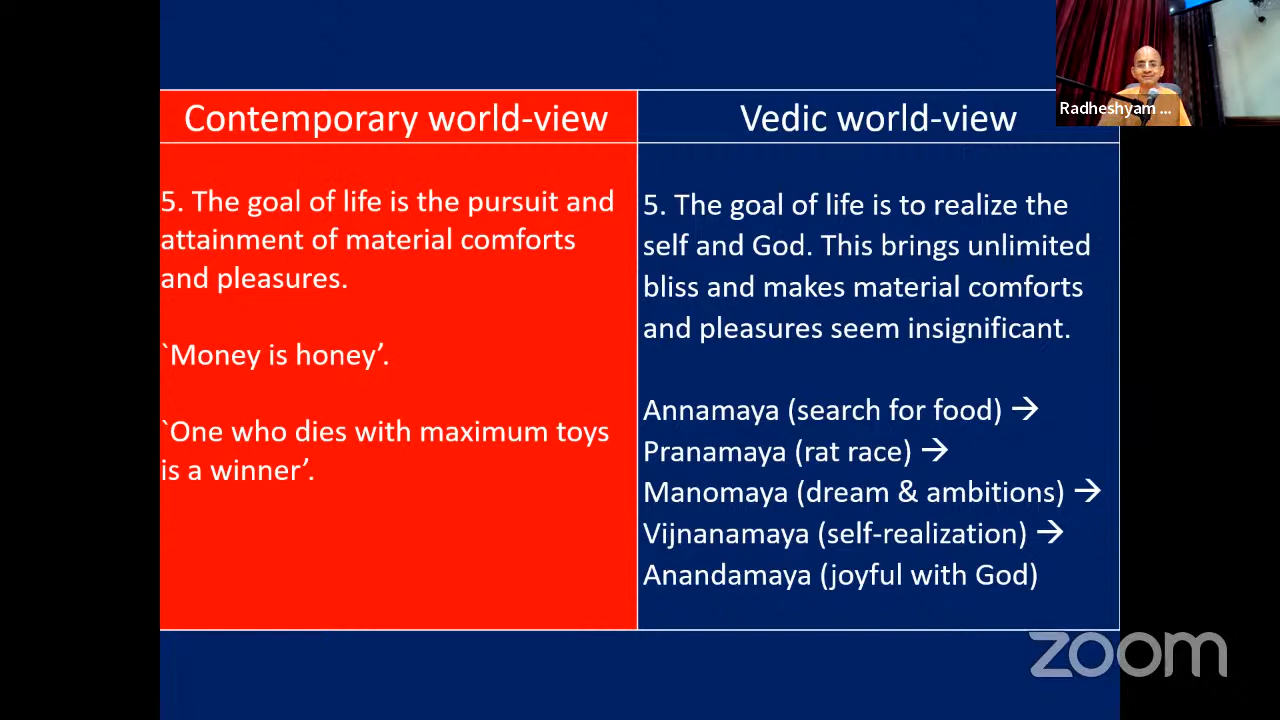 Contemporary world-view
5. The goal of life is the pursuit and
attainment of material comforts
and pleasures.
`Money is honey’.
`One who dies with maximum toys
is a winner’.
Vedic world-view
5. The goal of life is to realize the
self and God. This brings unlimited
bliss and makes material comforts
and pleasures seem insignificant.
Annamaya (search for food) →
Pranamaya (rat race) →
Manomaya (dream & ambitions) →
Vijnanamaya (self-realization) →
Anandamaya (joyful with God)
Radheshyam ...
zoom